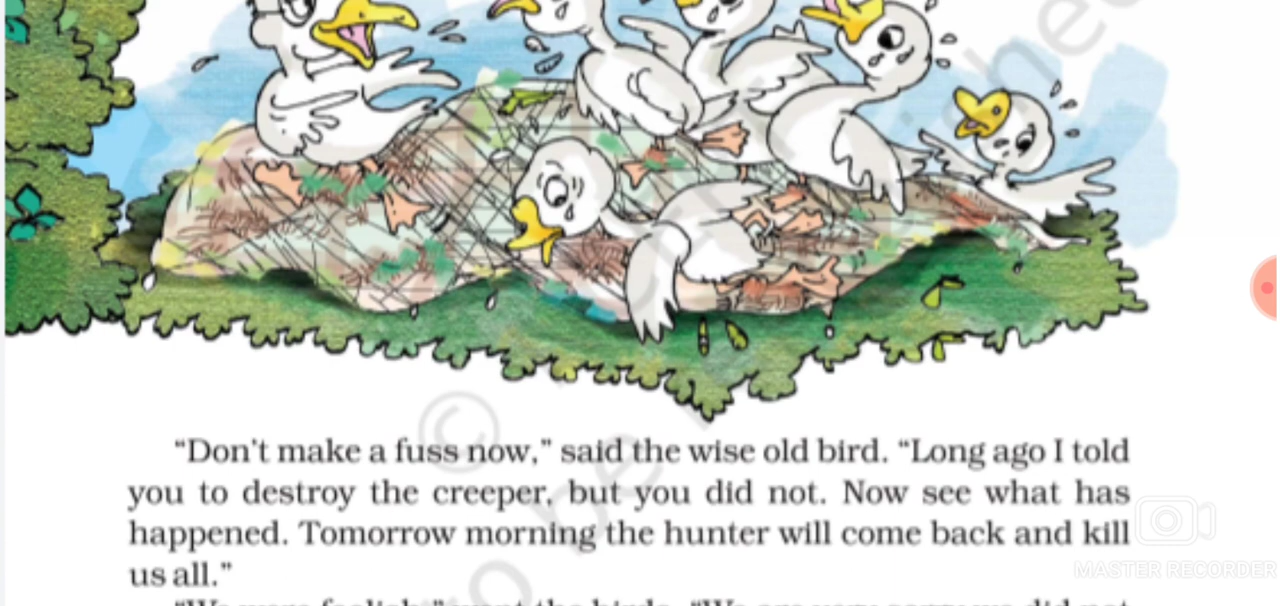 “Don’t make a fuss now,” said the wise old bird. “Long ago I told
you to destroy the creeper, but you did not. Now see what has
happened. Tomorrow morning the hunter will come back and kill
us all.”
MASTER RECORDER